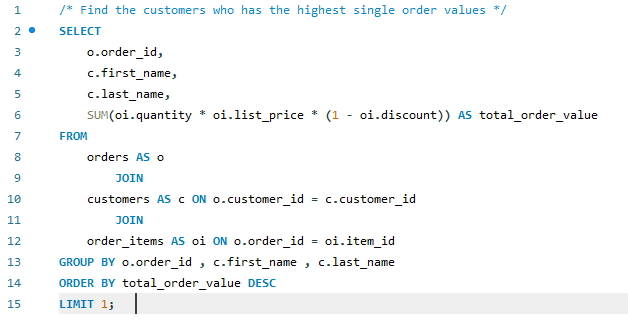 1 /* Find the customers who has the highest single order values */
2 SELECT
3 o.order_id,
4 c.first_name,
5 c.last_name,
6 SUM(oi.quantity * oi.list_price * (1 - oi.discount)) AS total_order_value
7 FROM
8 orders AS o
9 JOIN
10 customers AS c ON o.customer_id = c.customer_id
11 JOIN
12 order_items AS oi ON o.order_id = oi.item_id
13 GROUP BY o.order_id , c.first_name , c.last_name
14 ORDER BY total_order_value DESC
15 LIMIT 1;